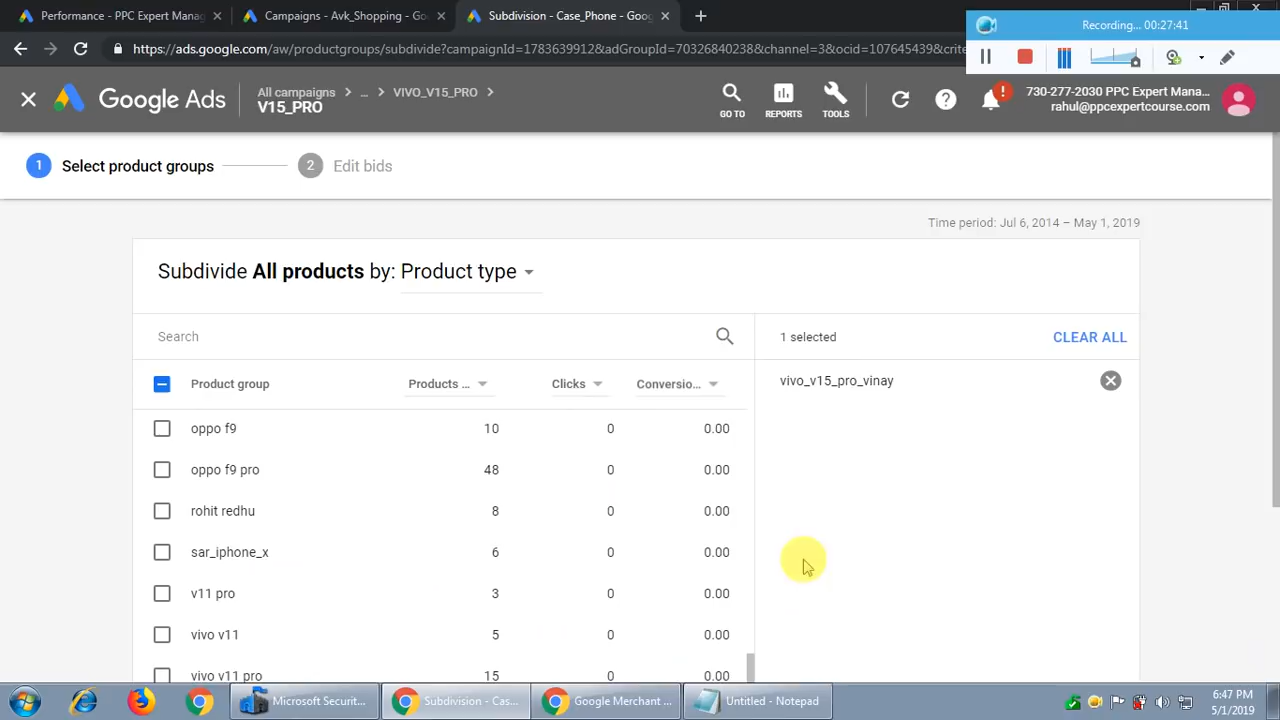 Performance - PPC Expert Manag
Campaigns - Avk_Shopping - Go
Subdivision - Case_Phone - Goog
Recording... 00:27:41
https://ads.google.com/aw/productgroups/subdivide?campaignId=1783639912&adGroupId=70326840238&channel=3&ocid=107645439&crite
Google Ads
All campaigns > ... > VIVO_V15_PRO >
V15_PRO
GO TO
REPORTS
TOOLS
!
730-277-2030 PPC Expert Mana...
rahul@ppcexpertcourse.com
1 Select product groups
2 Edit bids
Time period: Jul 6, 2014 – May 1, 2019
Subdivide All products by: Product type
Search
1 selected
CLEAR ALL
Product group Products ... Clicks Conversio...
vivo_v15_pro_vinay
oppo f9 10 0 0.00
oppo f9 pro 48 0 0.00
rohit redhu 8 0 0.00
sar_iphone_x 6 0 0.00
v11 pro 3 0 0.00
vivo v11 5 0 0.00
vivo v11 pro 15 0 0.00
Microsoft Securit...
Subdivision - Cas...
Google Merchant ...
Untitled - Notepad
6:47 PM
5/1/2019